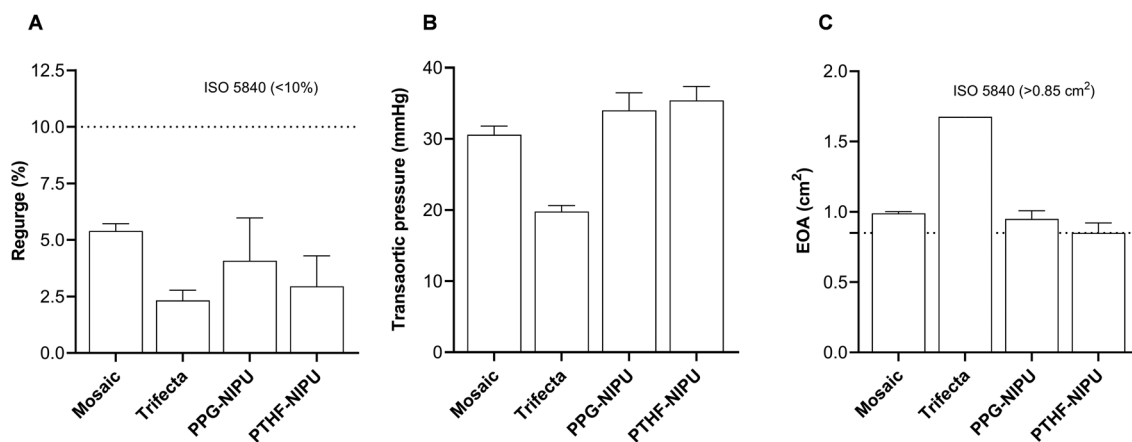 A
Regurge (%)
12.5
10.0
7.5
5.0
2.5
0.0
ISO 5840 (<10%)
Mosaic
Trifecta
PPG-NIPU
PTHF-NIPU
B
Transaortic pressure (mmHg)
40
30
20
10
0
Mosaic
Trifecta
PPG-NIPU
PTHF-NIPU
C
EOA (cm²)
2.0
1.5
1.0
0.5
0.0
ISO 5840 (>0.85 cm²)
Mosaic
Trifecta
PPG-NIPU
PTHF-NIPU